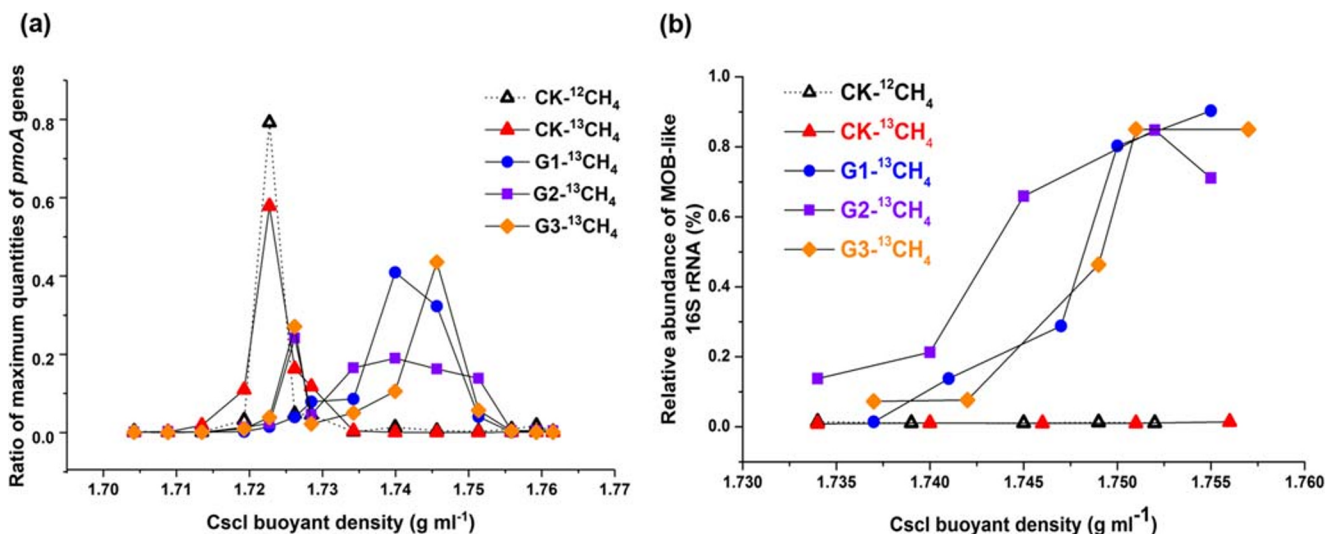 (a)
Ratio of maximum quantities of pmoA genes
0.8
0.6
0.4
0.2
0.0
CK-¹²CH₄
CK-¹³CH₄
G1-¹³CH₄
G2-¹³CH₄
G3-¹³CH₄
1.70 1.71 1.72 1.73 1.74 1.75 1.76 1.77
Cscl buoyant density (g ml⁻¹)
(b)
Relative abundance of MOB-like
16S rRNA (%)
1.0
0.8
0.6
0.4
0.2
0.0
CK-¹²CH₄
CK-¹³CH₄
G1-¹³CH₄
G2-¹³CH₄
G3-¹³CH₄
1.730 1.735 1.740 1.745 1.750 1.755 1.760
Cscl buoyant density (g ml⁻¹)